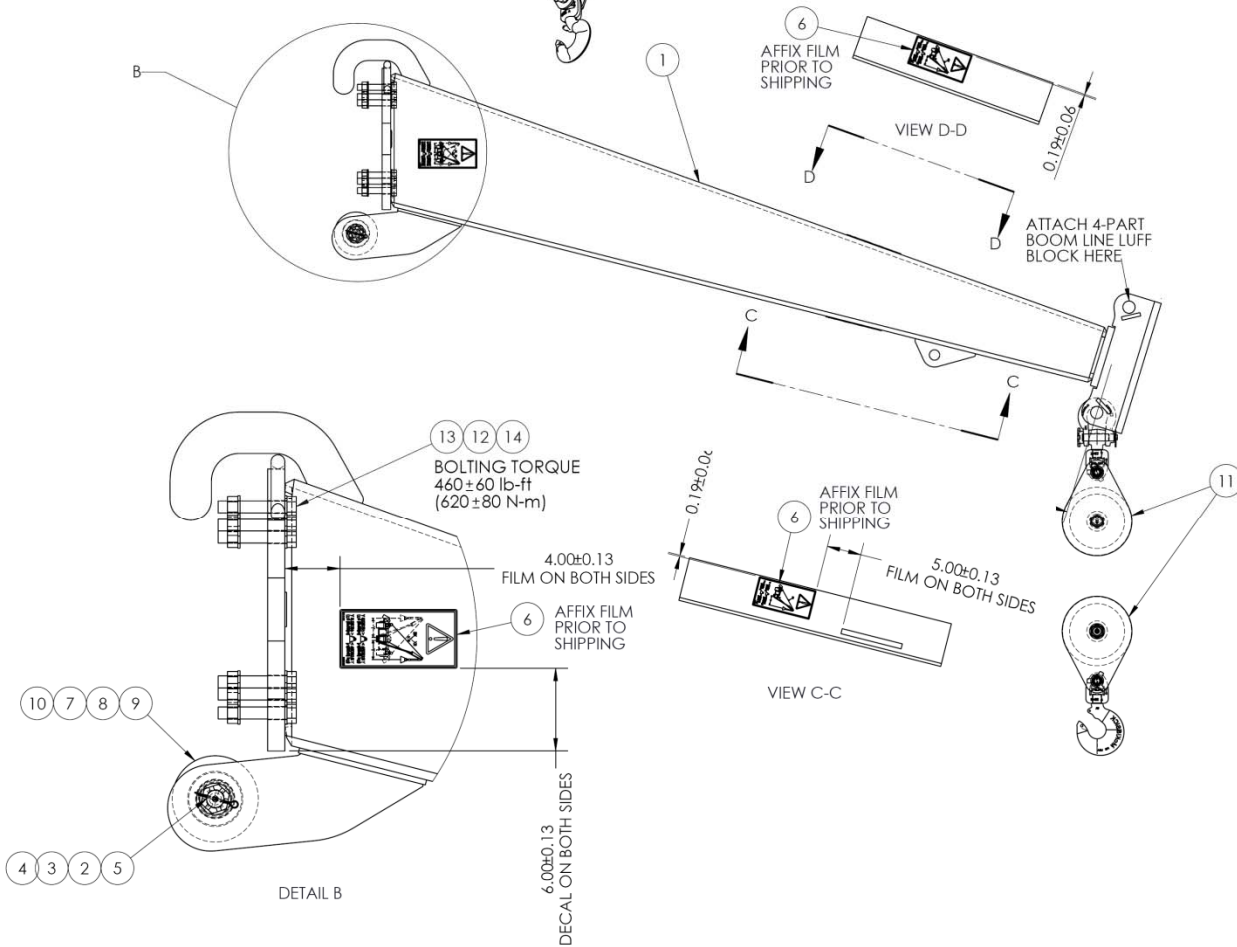 6
AFFIX FILM
PRIOR TO
SHIPPING
VIEW D-D
0.19±0.06
B
1
D
D
ATTACH 4-PART
BOOM LINE LUFF
BLOCK HERE
C
C
13 12 14
BOLTING TORQUE
460±60 lb-ft
(620±80 N-m)
4.00±0.13
FILM ON BOTH SIDES
6
AFFIX FILM
PRIOR TO
SHIPPING
10 7 8 9
4 3 2 5
6.00±0.13
DECAL ON BOTH SIDES
DETAIL B
0.19±0.0
6
AFFIX FILM
PRIOR TO
SHIPPING
5.00±0.13
FILM ON BOTH SIDES
VIEW C-C
11